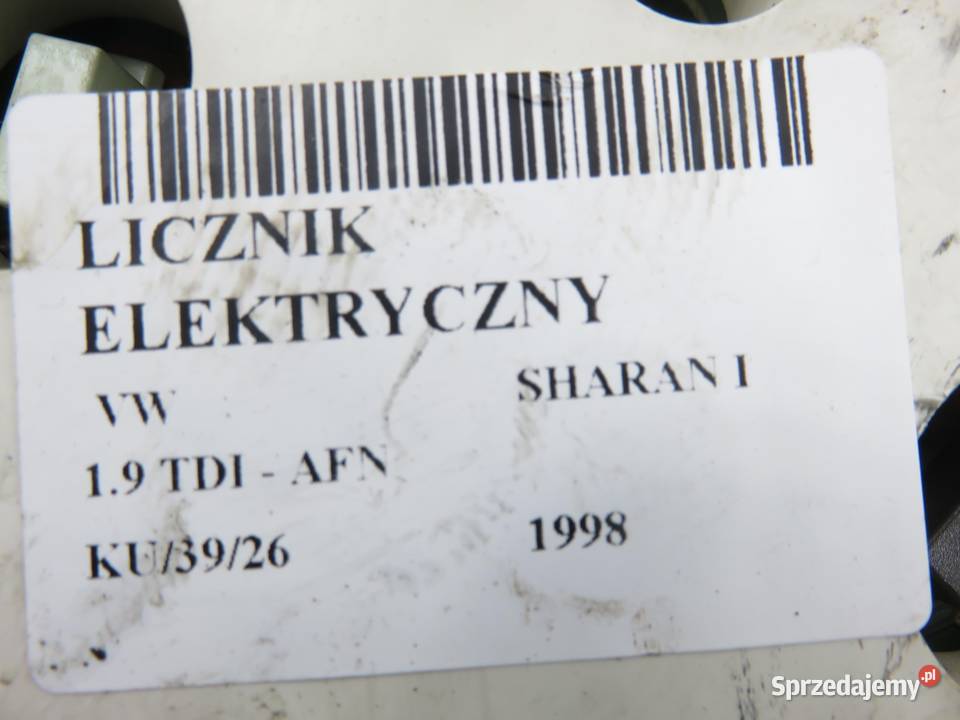 LICZNIK
ELEKTRYCZNY
VW SHARAN I
1.9 TDI - AFN
KU/39/26 1998
Sprzedajemy.pl